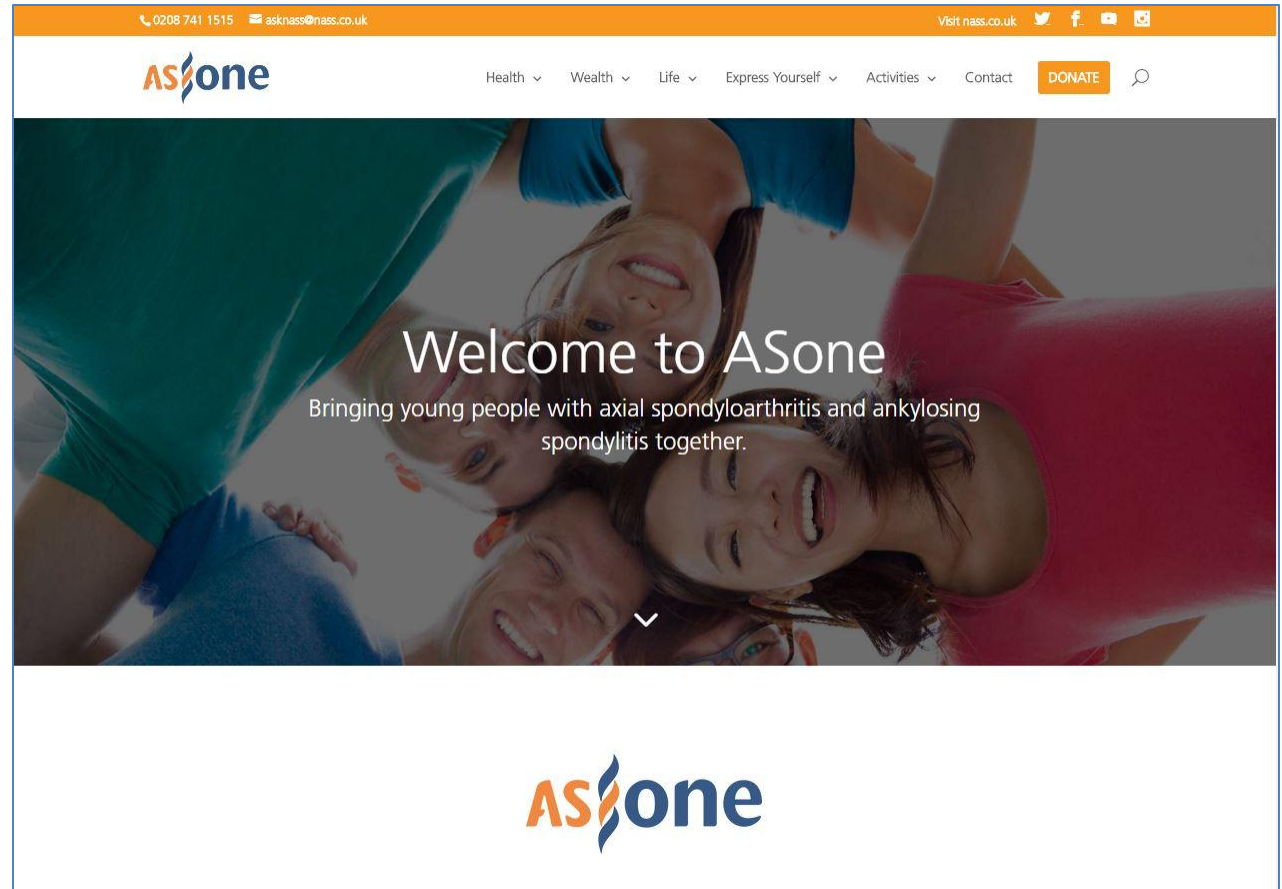 0208 741 1515 asknass@nass.co.uk Visit nass.co.uk
ASone Health Wealth Life Express Yourself Activities Contact DONATE
Welcome to ASone
Bringing young people with axial spondyloarthritis and ankylosing
spondylitis together.
ASone